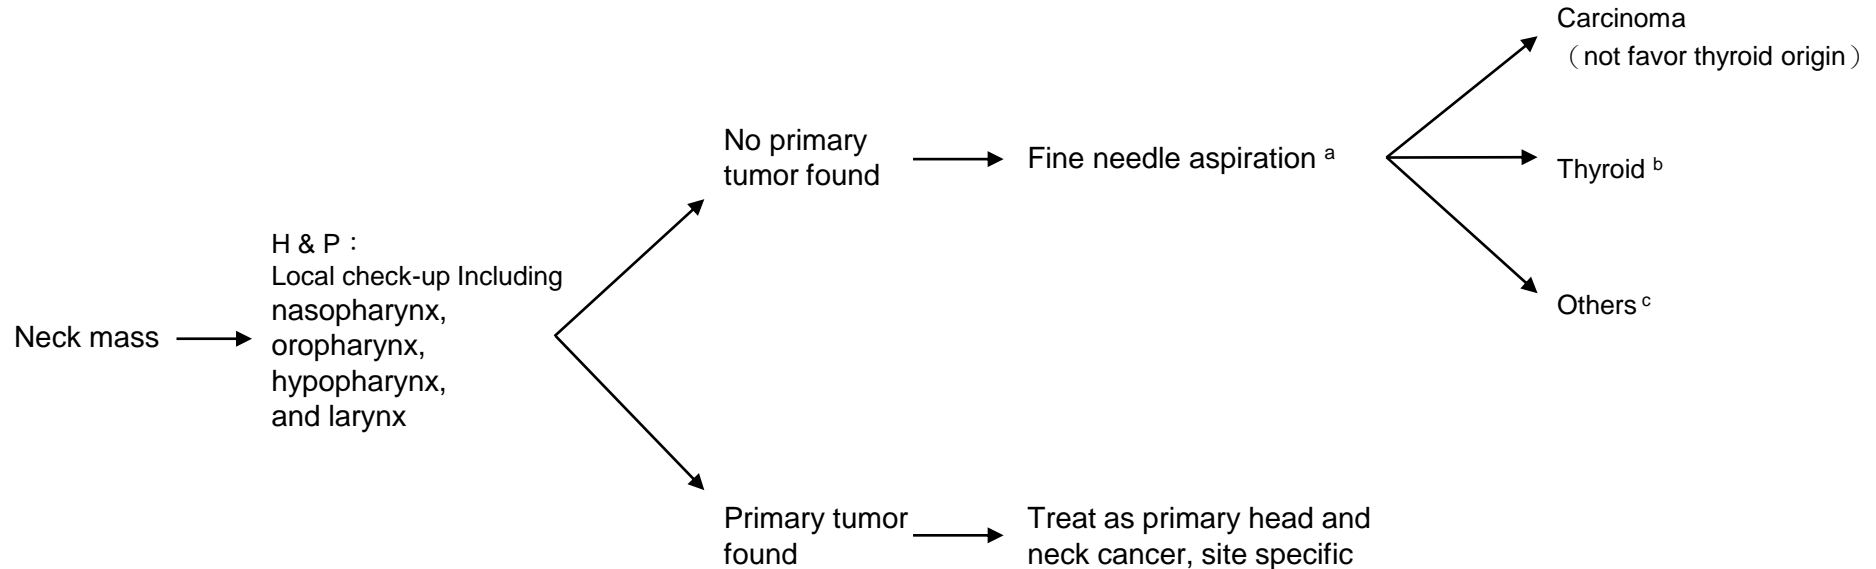 Neck mass
H & P：
Local check-up Including
nasopharynx,
oropharynx,
hypopharynx,
and larynx
No primary
tumor found
Fine needle aspiration a
Carcinoma
（not favor thyroid origin）
Thyroid b
Others c
Primary tumor
found
Treat as primary head and
neck cancer, site specific